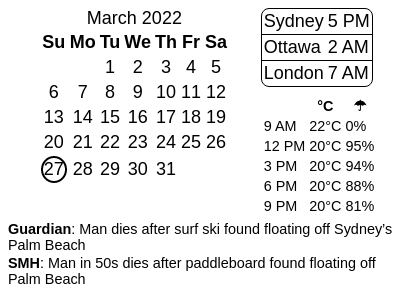 March 2022
Su Mo Tu We Th Fr Sa
1 2 3 4 5
6 7 8 9 10 11 12
13 14 15 16 17 18 19
20 21 22 23 24 25 26
27 28 29 30 31
Sydney 5 PM
Ottawa 2 AM
London 7 AM
°C ☂
9 AM 22°C 0%
12 PM 20°C 95%
3 PM 20°C 94%
6 PM 20°C 88%
9 PM 20°C 81%
Guardian: Man dies after surf ski found floating off Sydney's
Palm Beach
SMH: Man in 50s dies after paddleboard found floating off
Palm Beach